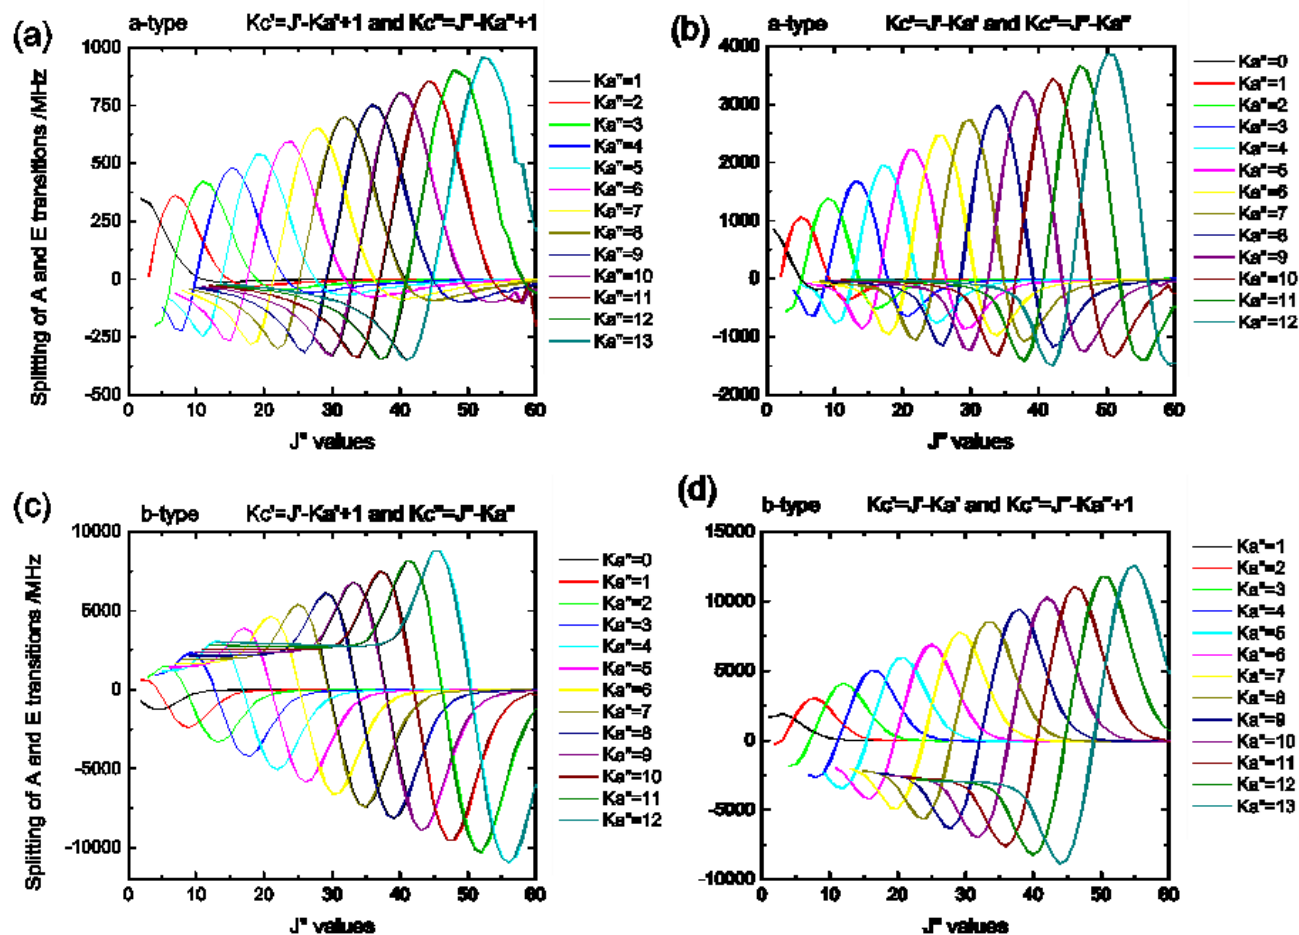 (a) a-type Kc'=J'-Ka'+1 and Kc"=J"-Ka"+1
Splitting of A and E transitions /MHz
1000
750
500
250
0
-250
-500
0 10 20 30 40 50 60
J" values
Ka"=1
Ka"=2
Ka"=3
Ka"=4
Ka"=5
Ka"=6
Ka"=7
Ka"=8
Ka"=9
Ka"=10
Ka"=11
Ka"=12
Ka"=13
(b) a-type Kc'=J'-Ka' and Kc"=J"-Ka"
4000
3000
2000
1000
0
-1000
-2000
0 10 20 30 40 50 60
J" values
Ka"=0
Ka"=1
Ka"=2
Ka"=3
Ka"=4
Ka"=5
Ka"=6
Ka"=7
Ka"=8
Ka"=9
Ka"=10
Ka"=11
Ka"=12
(c) b-type Kc'=J'-Ka'+1 and Kc"=J"-Ka"
Splitting of A and E transitions /MHz
10000
5000
0
-5000
-10000
0 10 20 30 40 50 60
J" values
Ka"=0
Ka"=1
Ka"=2
Ka"=3
Ka"=4
Ka"=5
Ka"=6
Ka"=7
Ka"=8
Ka"=9
Ka"=10
Ka"=11
Ka"=12
(d) b-type Kc'=J'-Ka' and Kc"=J"-Ka"+1
15000
10000
5000
0
-5000
-10000
0 10 20 30 40 50 60
J" values
Ka"=1
Ka"=2
Ka"=3
Ka"=4
Ka"=5
Ka"=6
Ka"=7
Ka"=8
Ka"=9
Ka"=10
Ka"=11
Ka"=12
Ka"=13